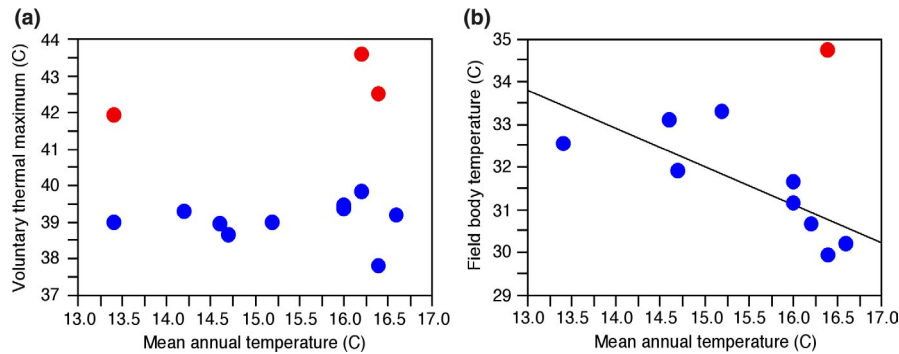 (a)
Voluntary thermal maximum (C)
44
43
42
41
40
39
38
37
13.0 13.5 14.0 14.5 15.0 15.5 16.0 16.5 17.0
Mean annual temperature (C)
(b)
Field body temperature (C)
35
34
33
32
31
30
29
13.0 13.5 14.0 14.5 15.0 15.5 16.0 16.5 17.0
Mean annual temperature (C)